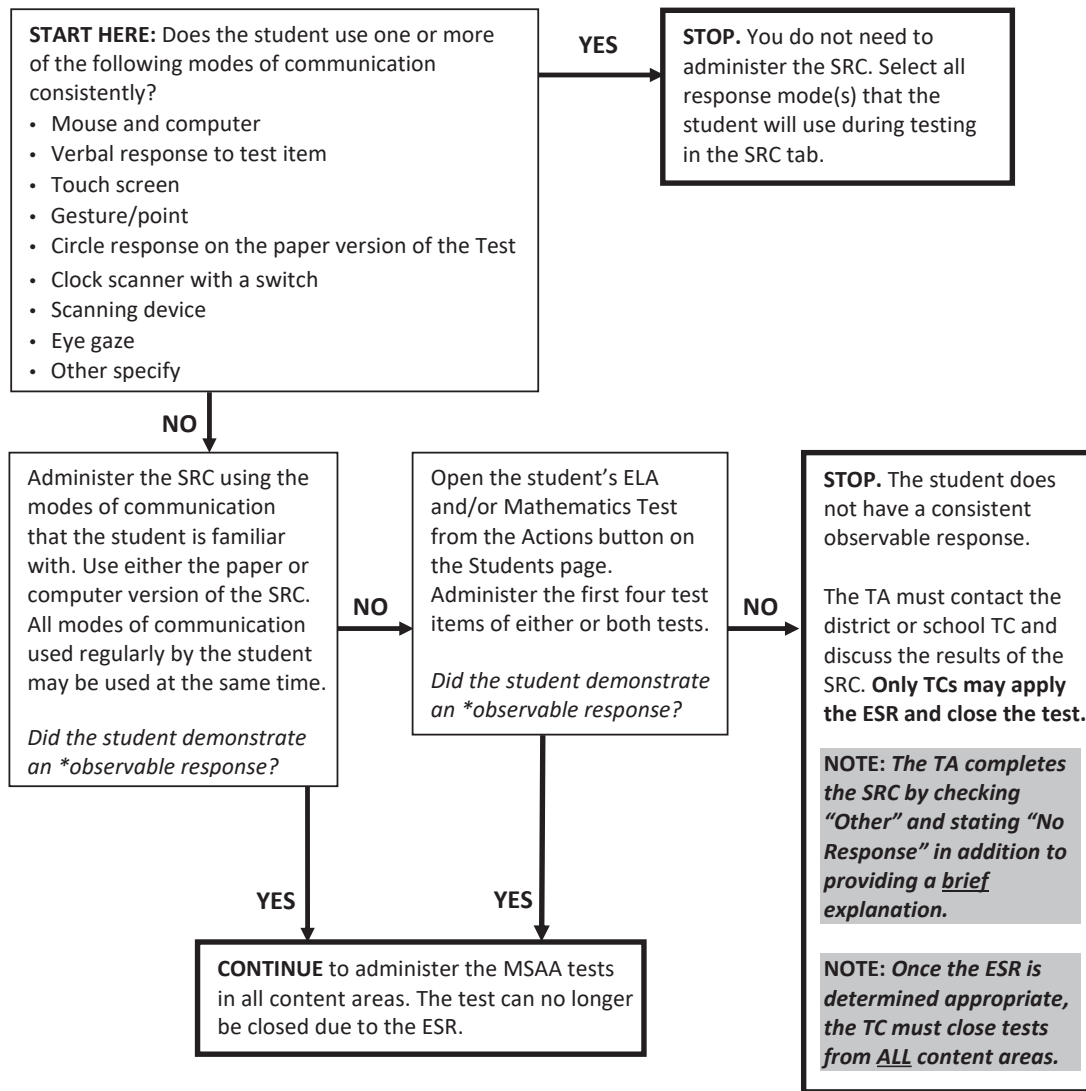 START HERE: Does the student use one or more
of the following modes of communication
consistently?
• Mouse and computer
• Verbal response to test item
• Touch screen
• Gesture/point
• Circle response on the paper version of the Test
• Clock scanner with a switch
• Scanning device
• Eye gaze
• Other specify
YES
STOP. You do not need to
administer the SRC. Select all
response mode(s) that the
student will use during testing
in the SRC tab.
NO
Administer the SRC using the
modes of communication
that the student is familiar
with. Use either the paper or
computer version of the SRC.
All modes of communication
used regularly by the student
may be used at the same time.
Did the student demonstrate
an *observable response?
NO
Open the student’s ELA
and/or Mathematics Test
from the Actions button on
the Students page.
Administer the first four test
items of either or both tests.
Did the student demonstrate
an *observable response?
NO
STOP. The student does
not have a consistent
observable response.
The TA must contact the
district or school TC and
discuss the results of the
SRC. Only TCs may apply
the ESR and close the test.
NOTE: The TA completes
the SRC by checking
“Other” and stating “No
Response” in addition to
providing a brief
explanation.
NOTE: Once the ESR is
determined appropriate,
the TC must close tests
from ALL content areas.
YES
YES
CONTINUE to administer the MSAA tests
in all content areas. The test can no longer
be closed due to the ESR.